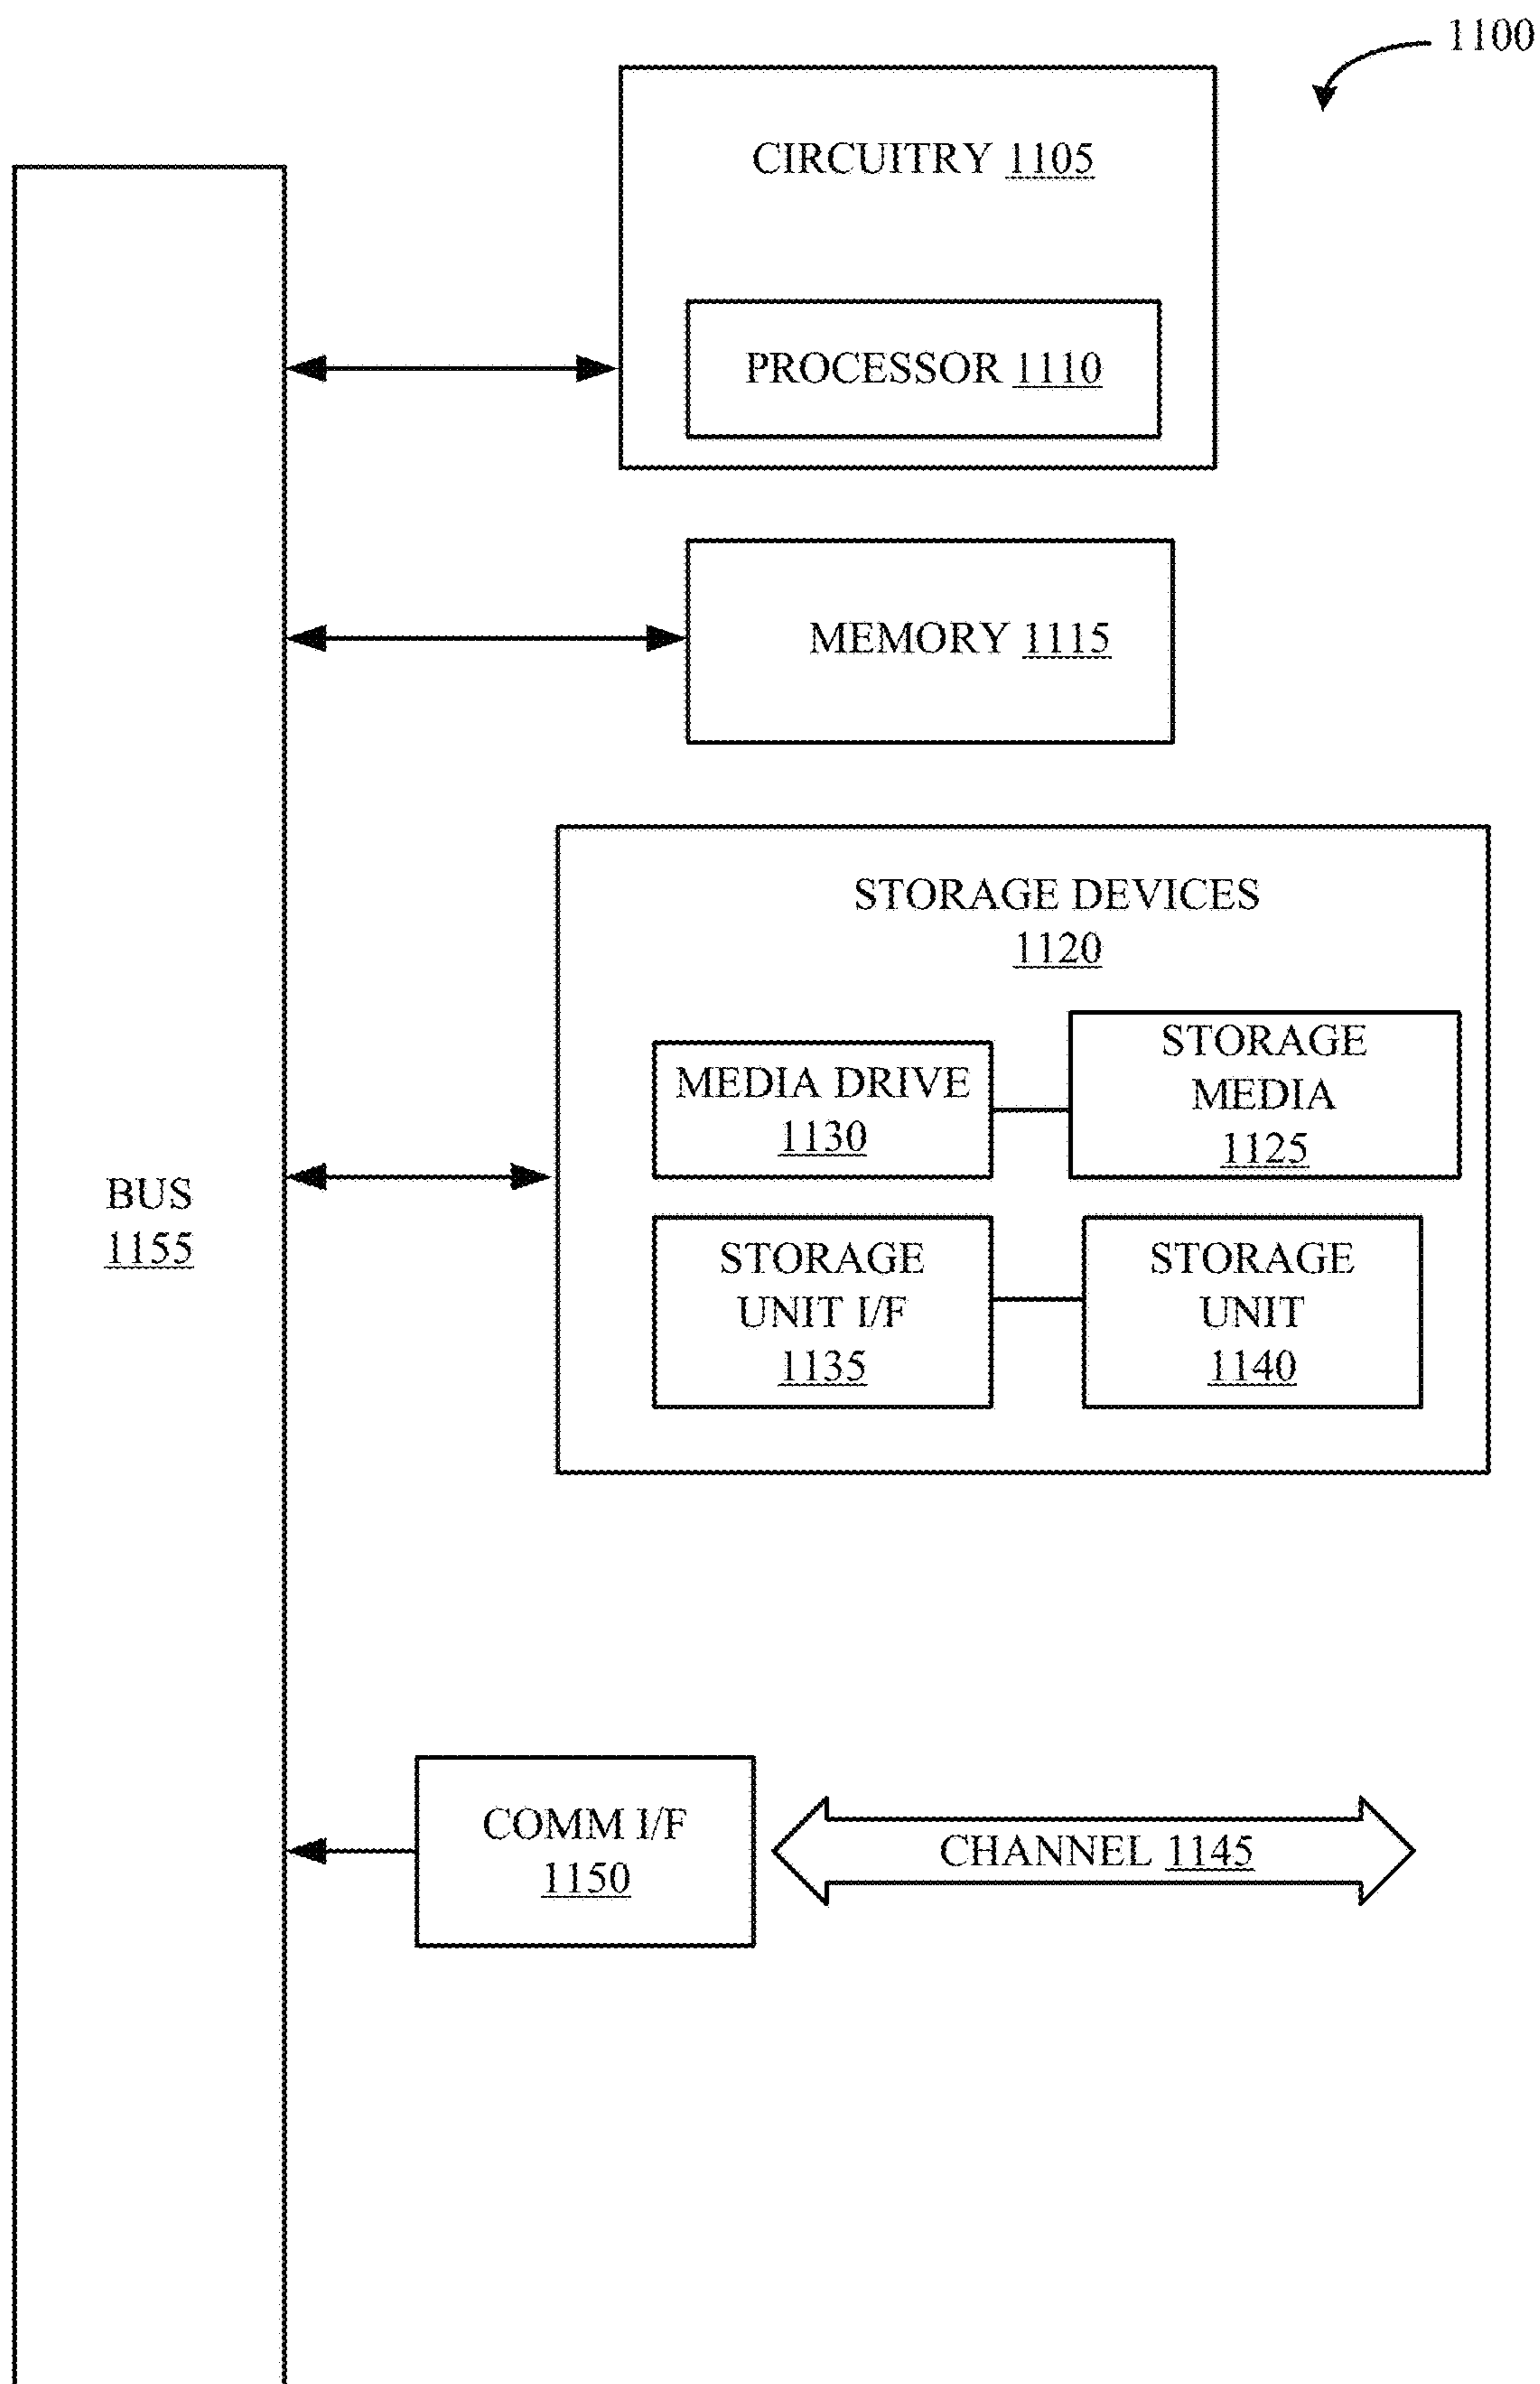 1100
CIRCUITRY 1105
PROCESSOR 1110
MEMORY 1115
STORAGE DEVICES
1120
MEDIA DRIVE
1130
STORAGE
MEDIA
1125
BUS
1155
STORAGE
UNIT I/F
1135
STORAGE
UNIT
1140
COMM I/F
1150
CHANNEL 1145